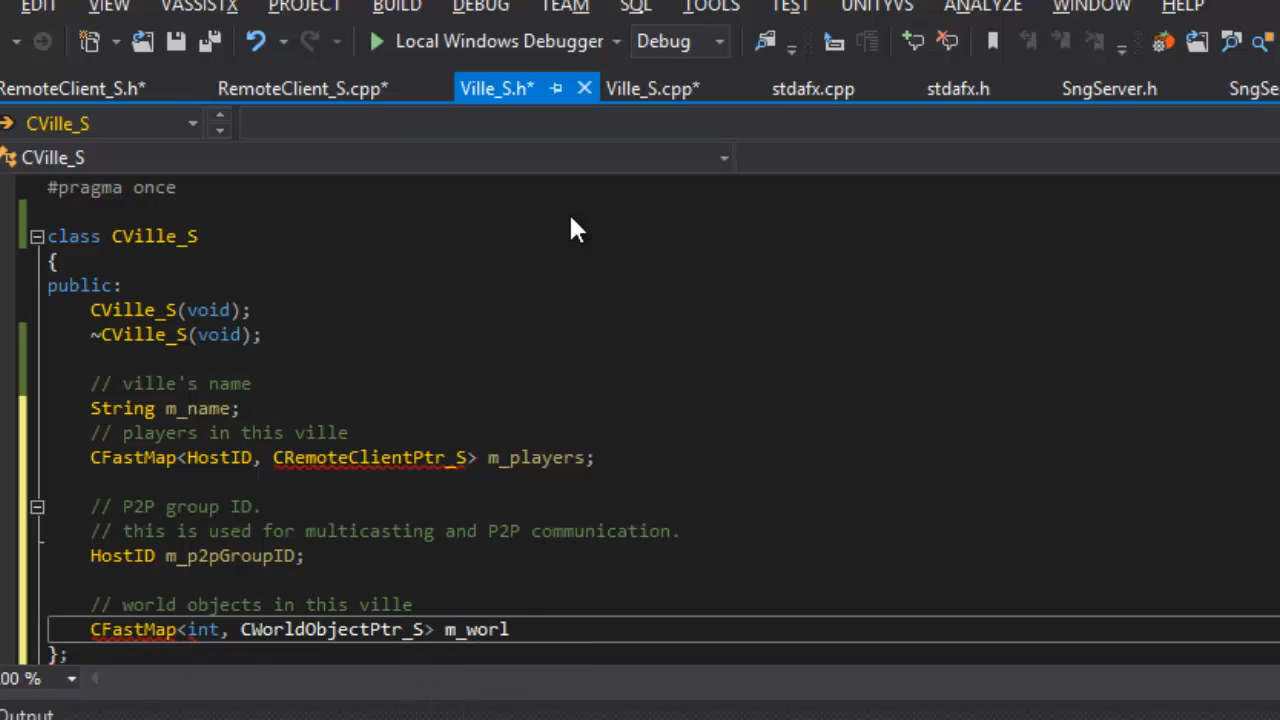 EDIT VIEW VASSISTX PROJECT BUILD DEBUG TEAM SQL TOOLS TEST UNITYVS ANALYZE WINDOW HELP
Local Windows Debugger Debug
RemoteClient_S.h* RemoteClient_S.cpp* Ville_S.h* Ville_S.cpp* stdafx.cpp stdafx.h SngServer.h SngSe
CVille_S
CVille_S
#pragma once
class CVille_S
{
public:
CVille_S(void);
~CVille_S(void);
// ville's name
String m_name;
// players in this ville
CFastMap<HostID, CRemoteClientPtr_S> m_players;
// P2P group ID.
// this is used for multicasting and P2P communication.
HostID m_p2pGroupID;
// world objects in this ville
CFastMap<int, CWorldObjectPtr_S> m_worl
};
00 %
Output